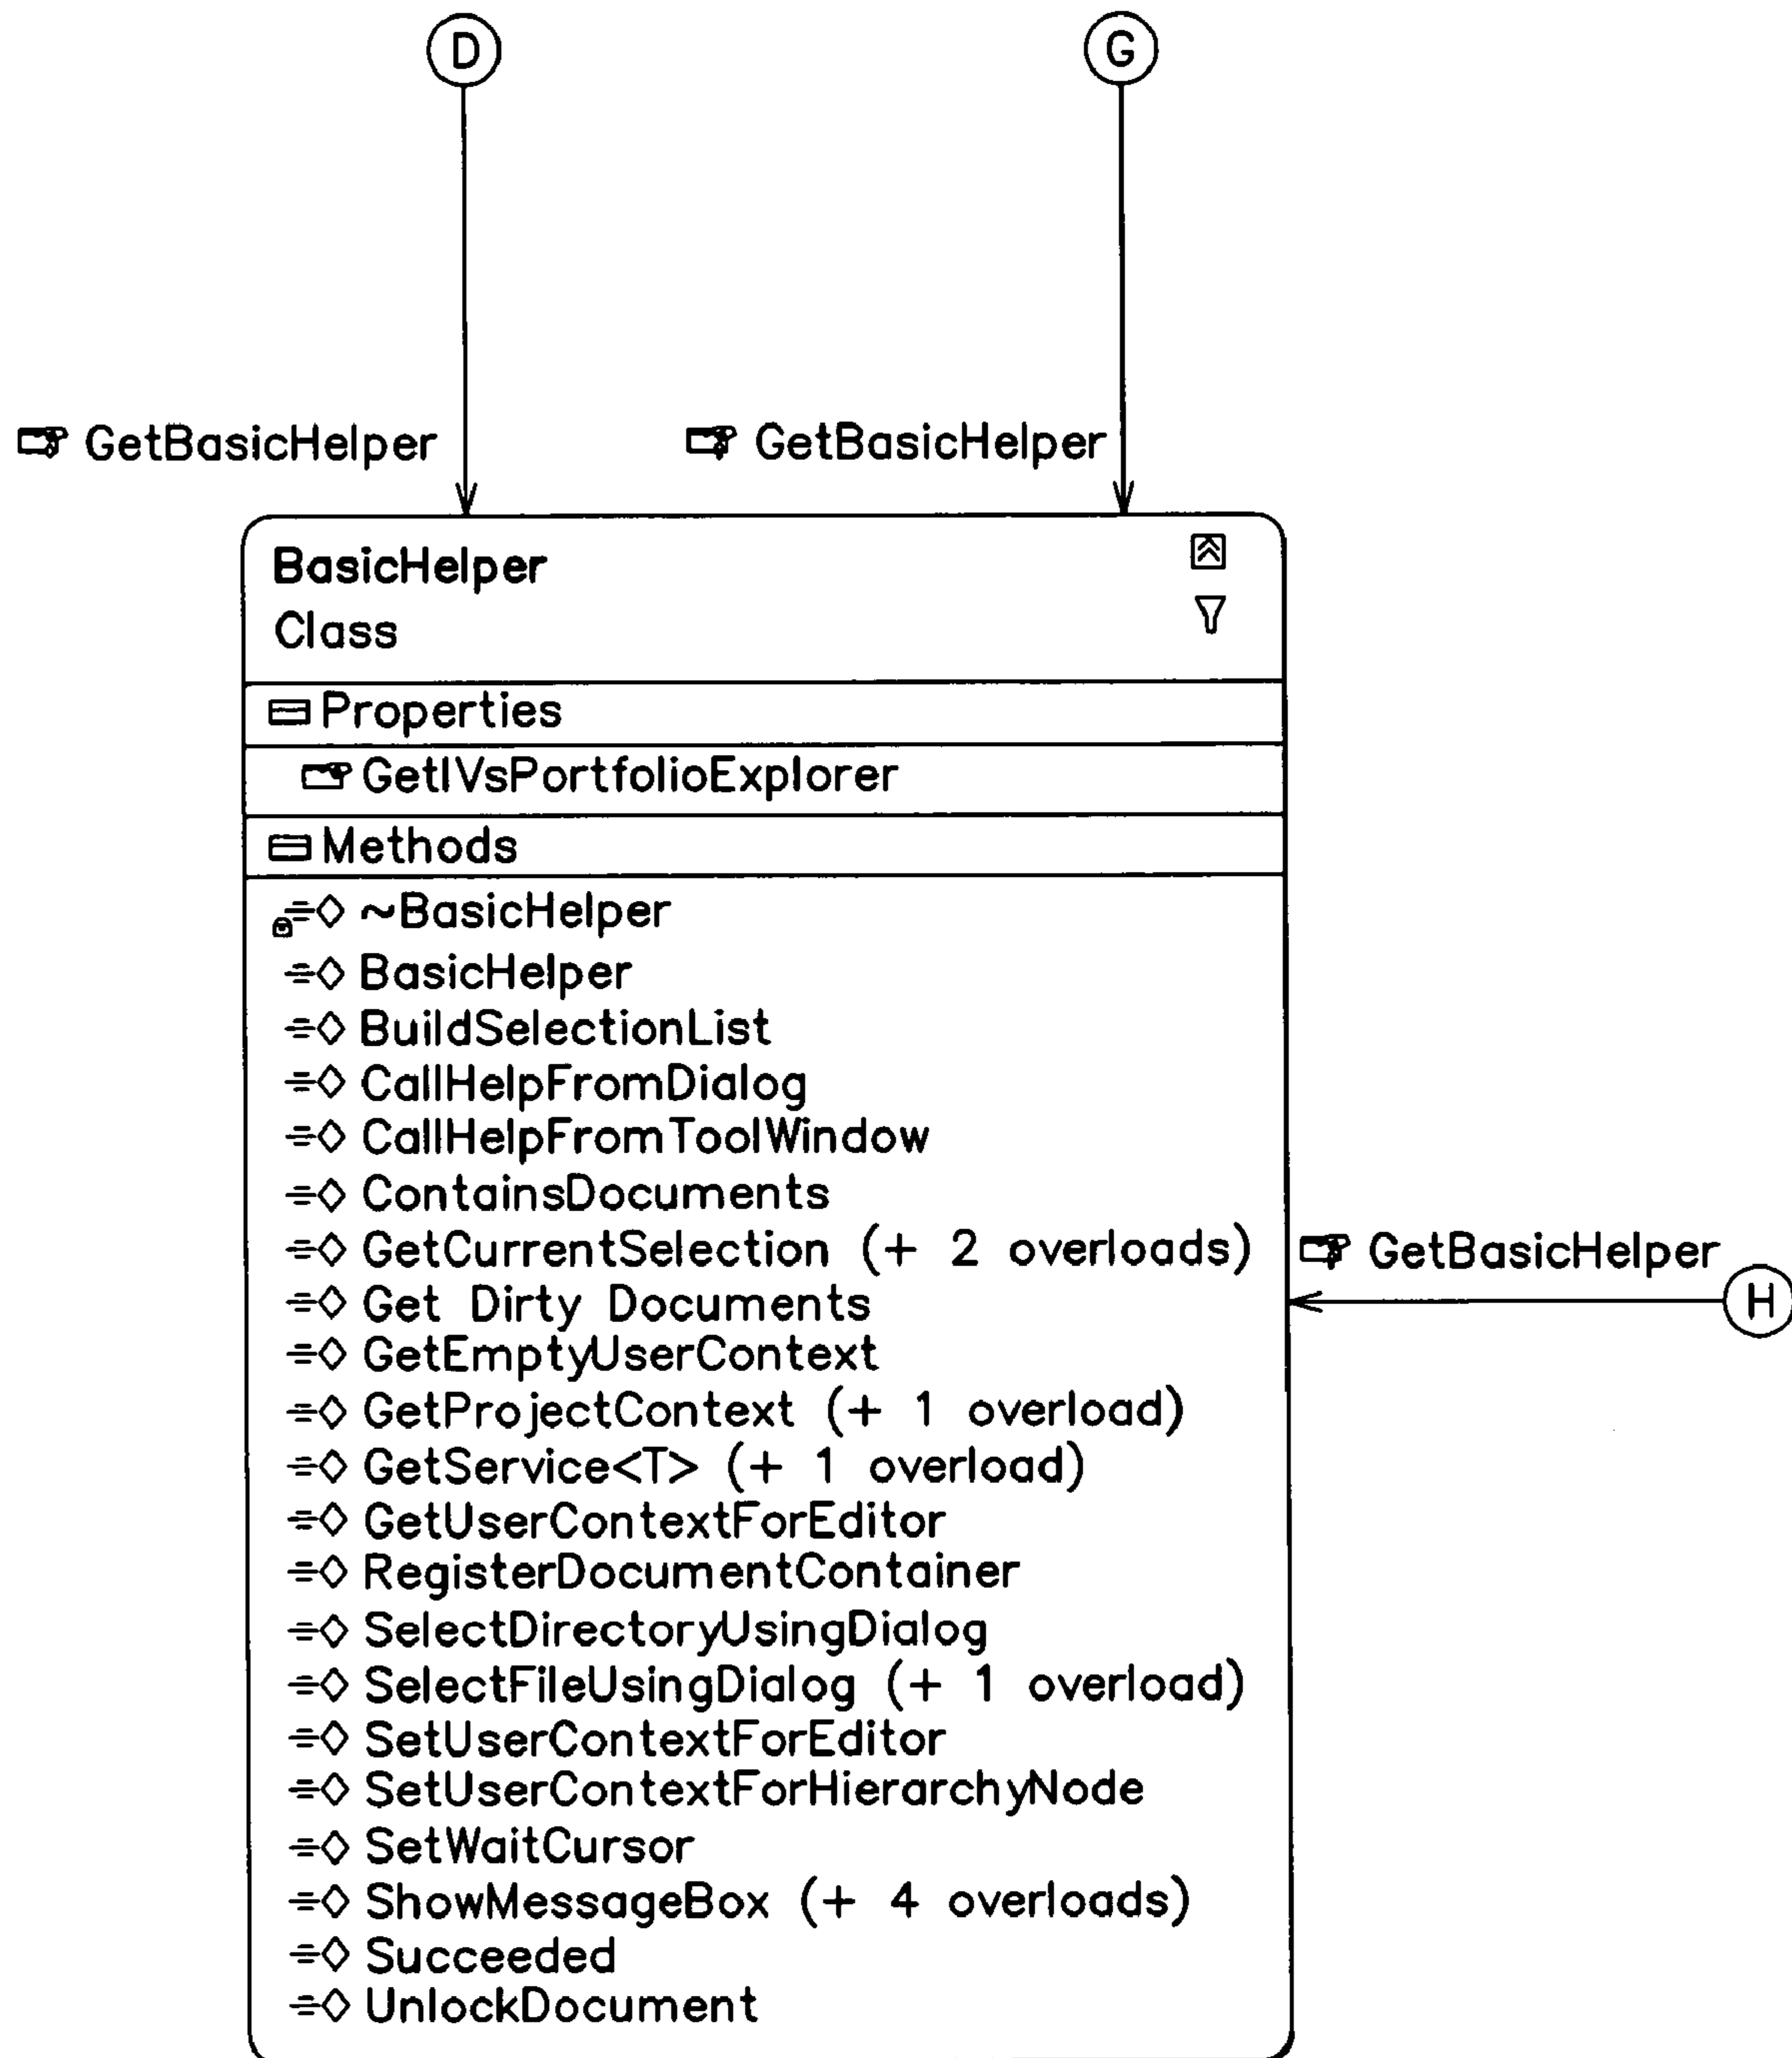 D
G
GetBasicHelper
GetBasicHelper
BasicHelper
Class
Properties
GetIVsPortfolioExplorer
Methods
~BasicHelper
BasicHelper
BuildSelectionList
CallHelpFromDialog
CallHelpFromToolWindow
ContainsDocuments
GetCurrentSelection (+ 2 overloads)
GetBasicHelper
Get Dirty Documents
H
GetEmptyUserContext
GetProjectContext (+ 1 overload)
GetService<T> (+ 1 overload)
GetUserContextForEditor
RegisterDocumentContainer
SelectDirectoryUsingDialog
SelectFileUsingDialog (+ 1 overload)
SetUserContextForEditor
SetUserContextForHierarchyNode
SetWaitCursor
ShowMessageBox (+ 4 overloads)
Succeeded
UnlockDocument